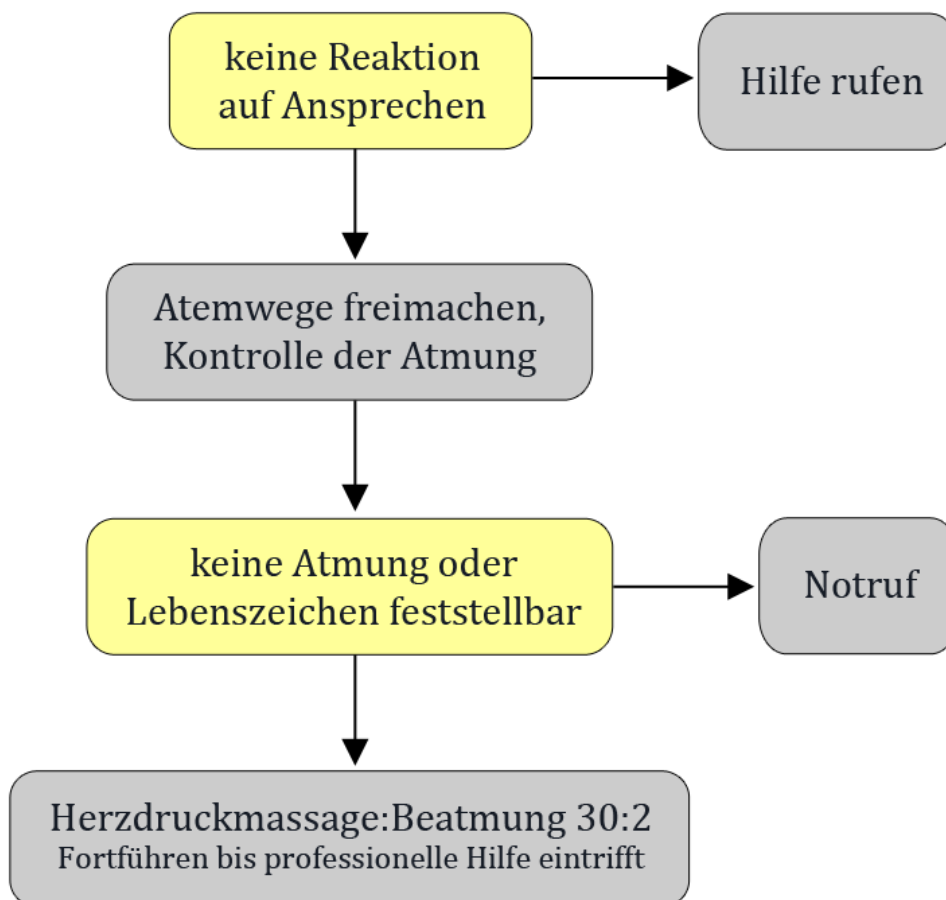 keine Reaktion
auf Ansprechen
Hilfe rufen
Atemwege freimachen,
Kontrolle der Atmung
keine Atmung oder
Lebenszeichen feststellbar
Notruf
Herzdruckmassage:Beatmung 30:2
Fortführen bis professionelle Hilfe eintrifft